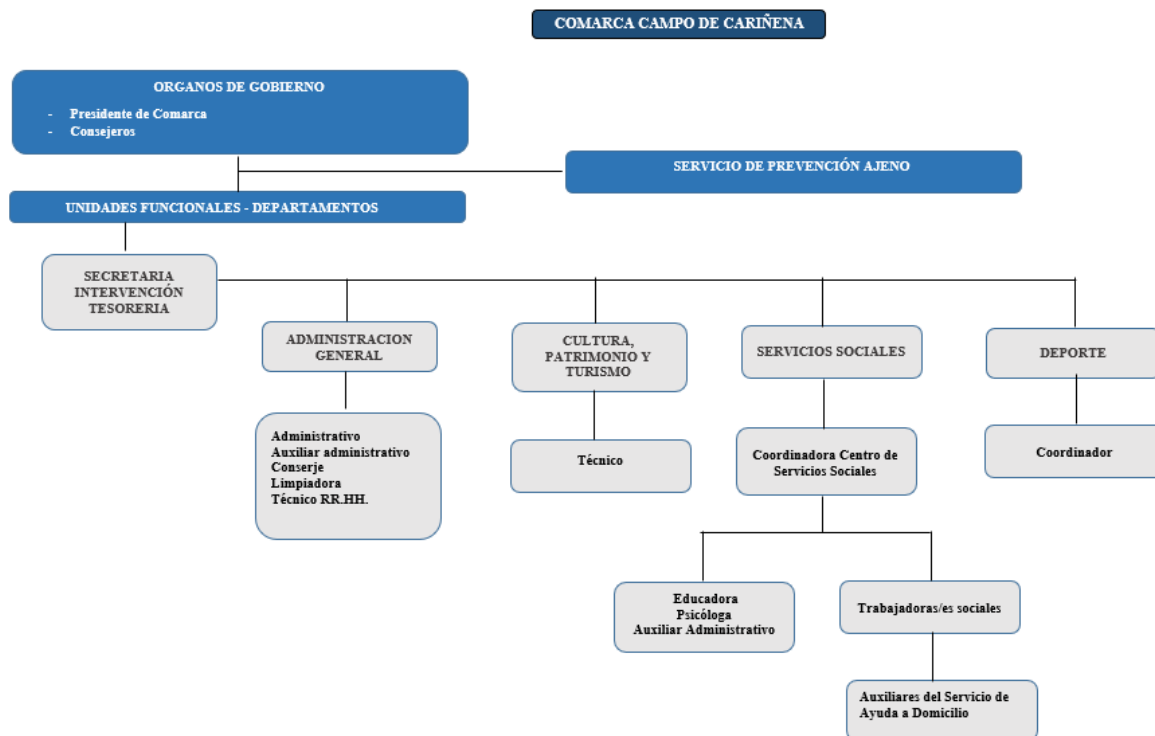 COMARCA CAMPO DE CARIÑENA
ORGANOS DE GOBIERNO
- Presidente de Comarca
- Consejeros
SERVICIO DE PREVENCIÓN AJENO
UNIDADES FUNCIONALES - DEPARTAMENTOS
SECRETARIA
INTERVENCIÓN
TESORERIA
ADMINISTRACION
GENERAL
CULTURA,
PATRIMONIO Y
TURISMO
SERVICIOS SOCIALES
DEPORTE
Administrativo
Auxiliar administrativo
Conserje
Limpiadora
Técnico RR.HH.
Técnico
Coordinadora Centro de
Servicios Sociales
Coordinador
Educadora
Psicóloga
Auxiliar Administrativo
Trabajadoras/es sociales
Auxiliares del Servicio de
Ayuda a Domicilio